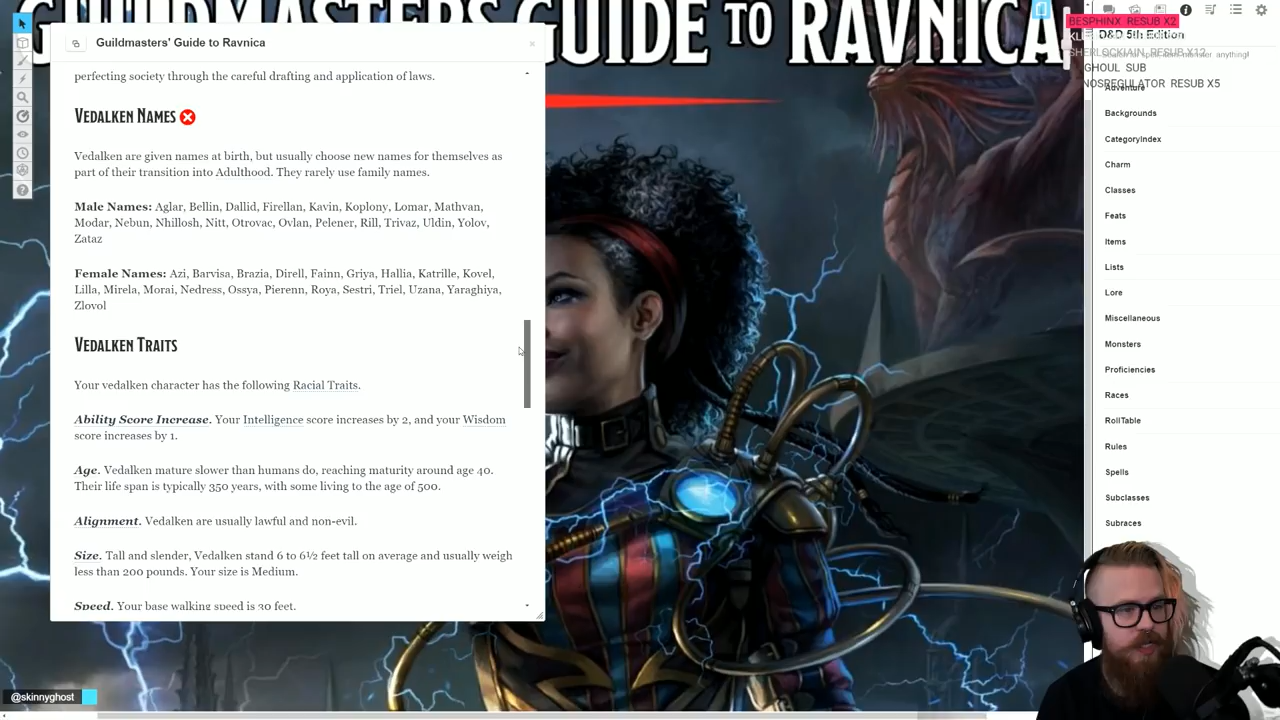 GUILDMASTERS' GUIDE TO RAVNICA
Guildmasters' Guide to Ravnica
perfecting society through the careful drafting and application of laws.
VEDALKEN NAMES
Vedalken are given names at birth, but usually choose new names for themselves as
part of their transition into Adulthood. They rarely use family names.
Male Names: Aglar, Bellin, Dallid, Firellan, Kavin, Koplony, Lomar, Mathvan,
Modar, Nebun, Nhillosh, Nitt, Otrovac, Ovlan, Pelener, Rill, Trivaz, Uldin, Yolov,
Zataz
Female Names: Azi, Barvisa, Brazia, Direll, Fainn, Griya, Hallia, Katrille, Kovel,
Lilla, Mirela, Morai, Nedress, Ossya, Pierenn, Roya, Sestri, Triel, Uzana, Yaraghiya,
Zlovol
VEDALKEN TRAITS
Your vedalken character has the following Racial Traits.
Ability Score Increase. Your Intelligence score increases by 2, and your Wisdom
score increases by 1.
Age. Vedalken mature slower than humans do, reaching maturity around age 40.
Their life span is typically 350 years, with some living to the age of 500.
Alignment. Vedalken are usually lawful and non-evil.
Size. Tall and slender, Vedalken stand 6 to 6½ feet tall on average and usually weigh
less than 200 pounds. Your size is Medium.
Speed. Your base walking speed is 30 feet.
@skinnyghost
BESPHINX RESUB X2
D&D 5th Edition
SHERLOCKIAIN RESUB X12
GHOUL SUB
NOSREGULATOR RESUB X5
Adventure
Backgrounds
CategoryIndex
Charm
Classes
Feats
Items
Lists
Lore
Miscellaneous
Monsters
Proficiencies
Races
RollTable
Rules
Spells
Subclasses
Subraces